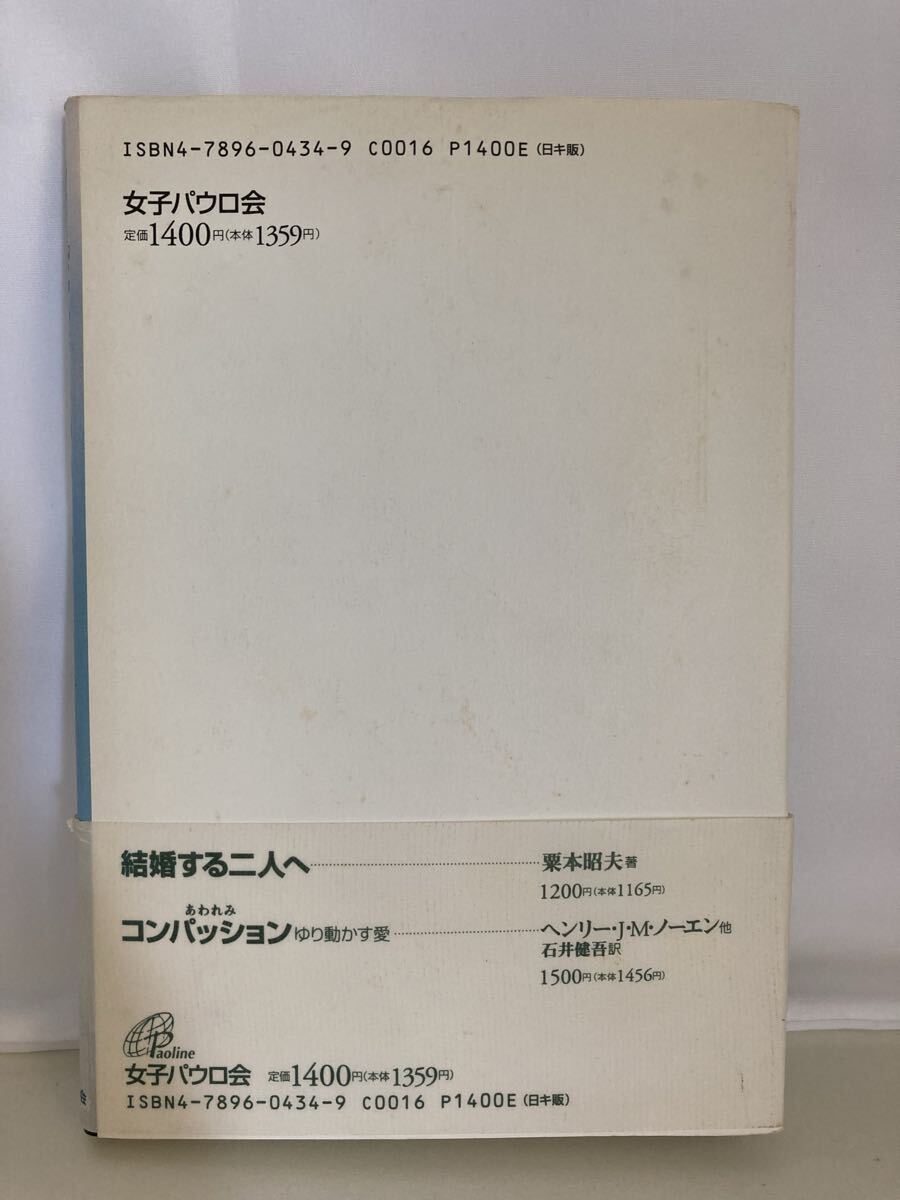 ISBN4-7896-0434-9 C0016 P1400E (日キ販)
女子パウロ会
定価1400円(本体1359円)
結婚する二人へ………………………………粟本昭夫著
1200円(本体1165円)
あわれみ
コンパッション ゆり動かす愛…………………ヘンリー・J・M・ノーエン他
石井健吾訳
1500円(本体1456円)
Paoline
女子パウロ会 定価1400円(本体1359円)
ISBN4-7896-0434-9 C0016 P1400E (日キ販)
会